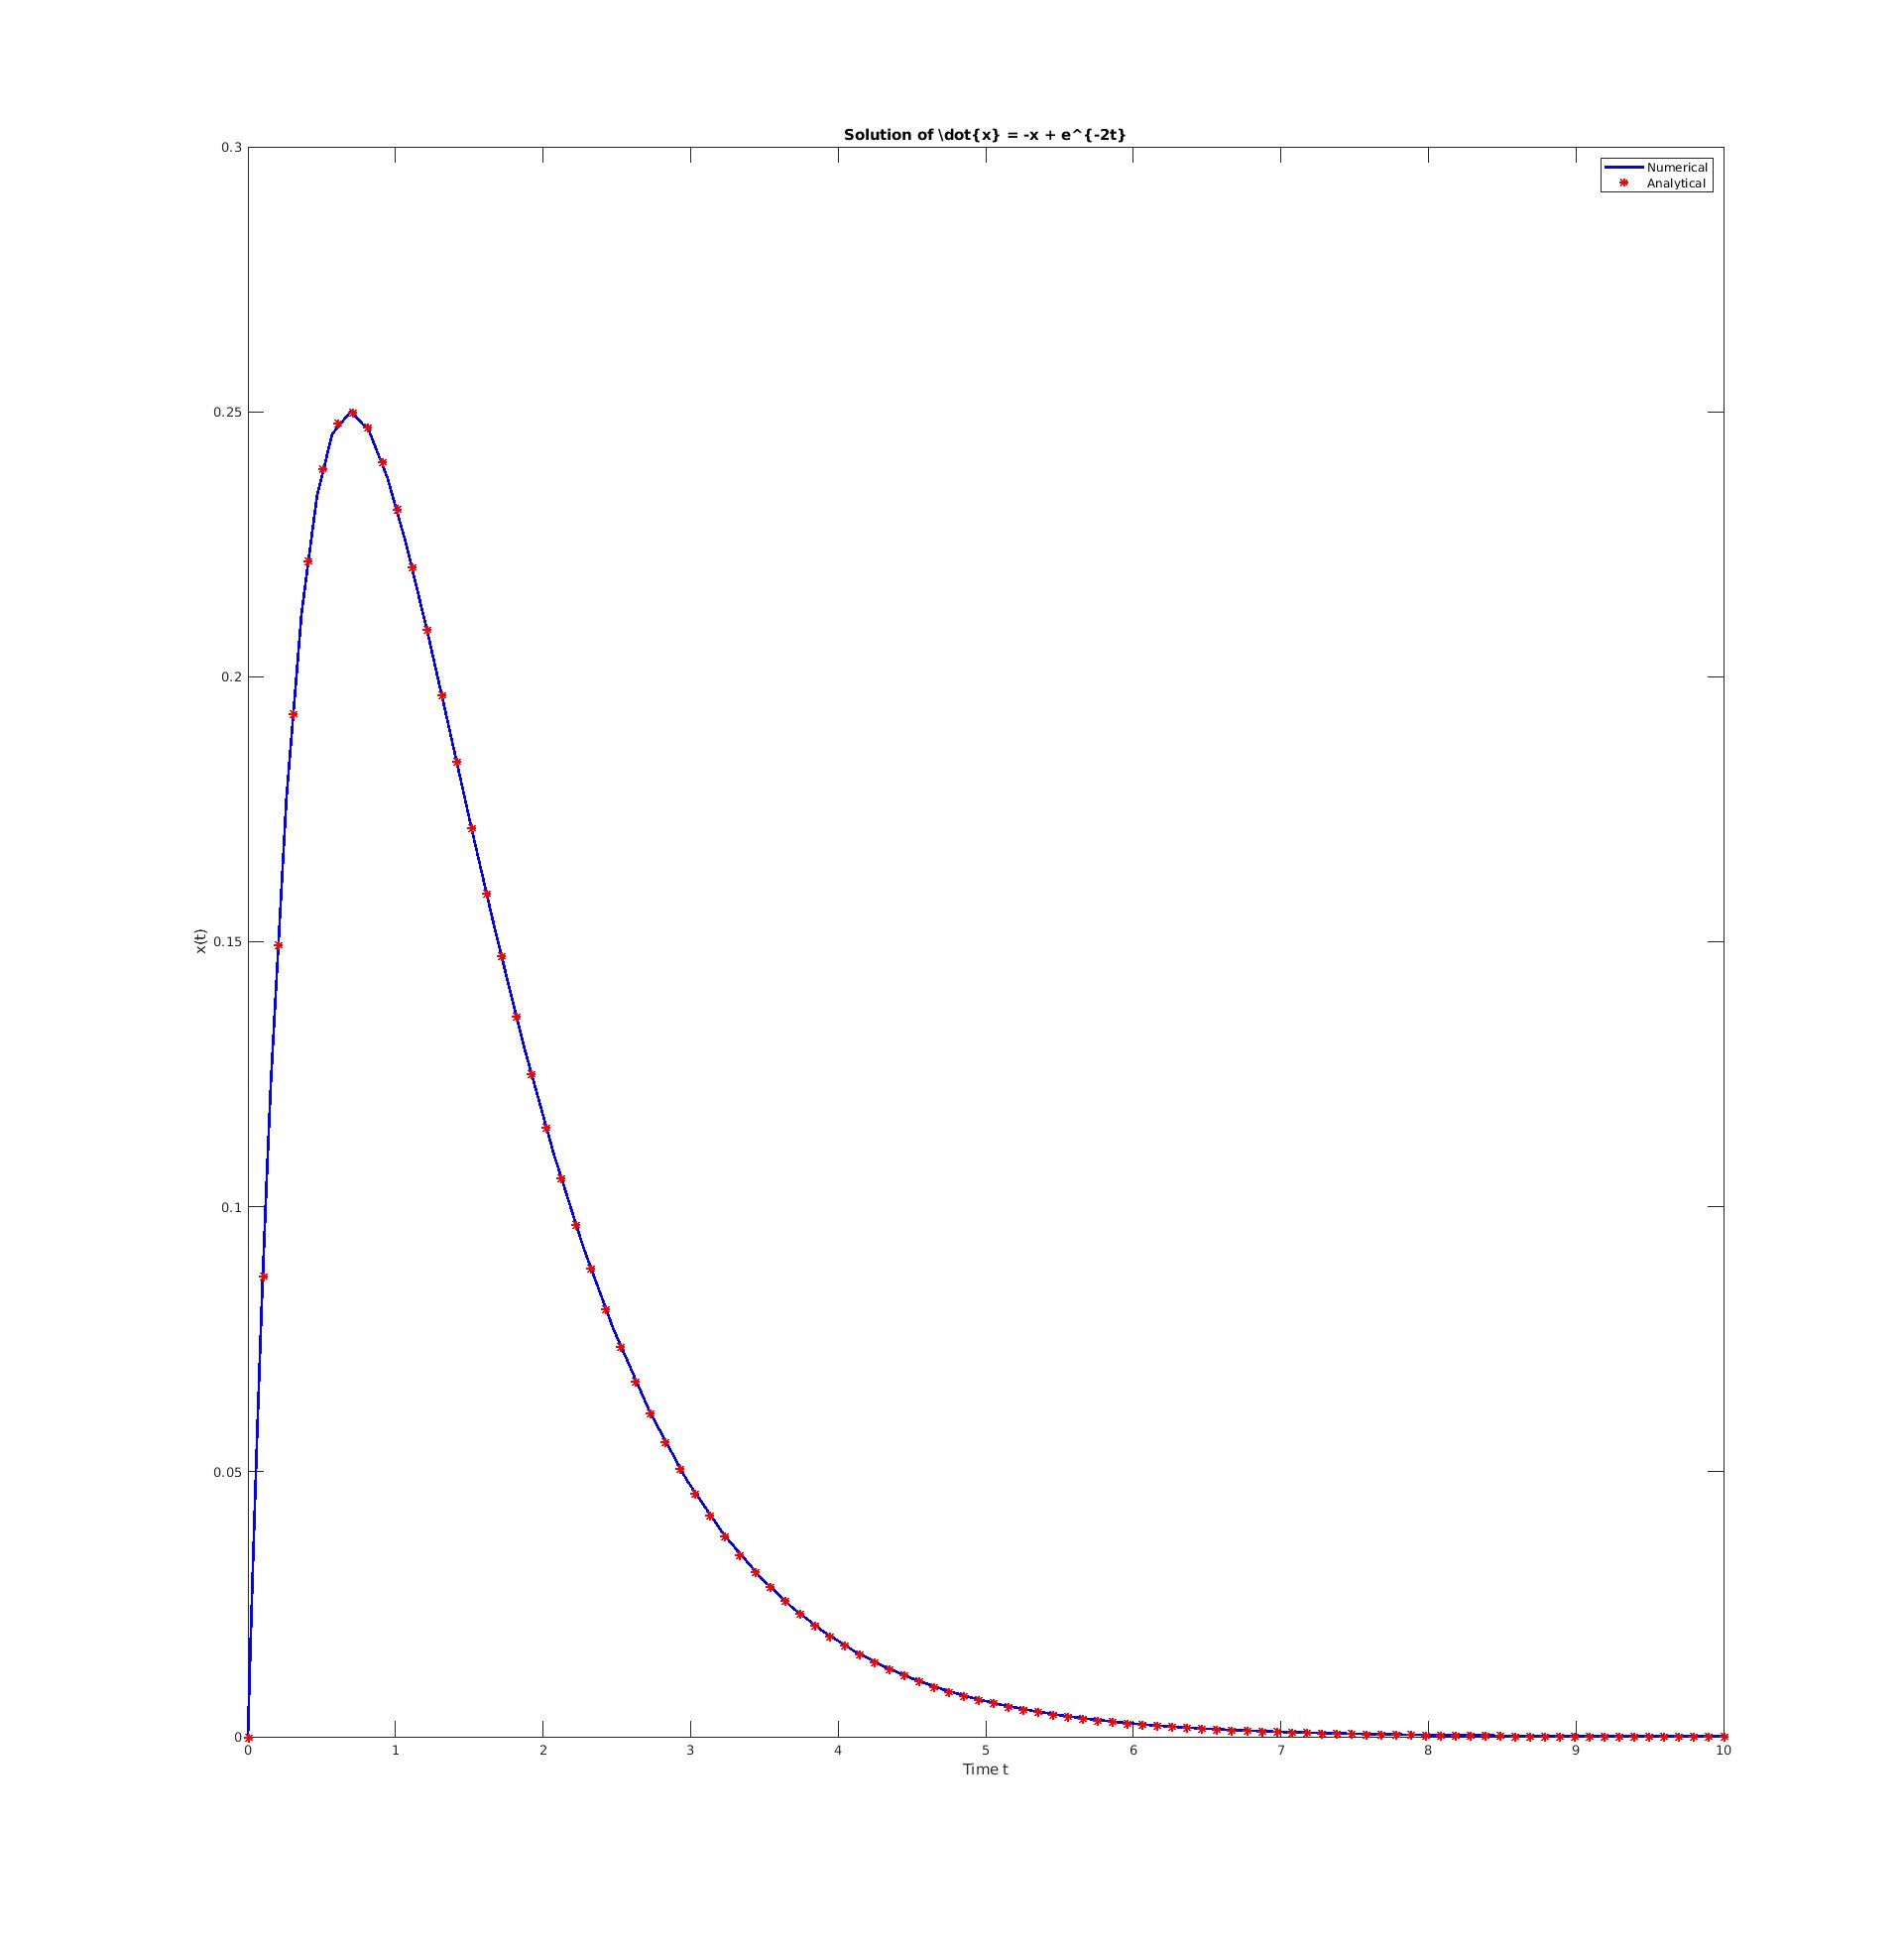 Solution of \dot{x} = -x + e^{-2t}
Numerical
Analytical
0.3
0.25
0.2
0.15
0.1
0.05
0
x(t)
0 1 2 3 4 5 6 7 8 9 10
Time t